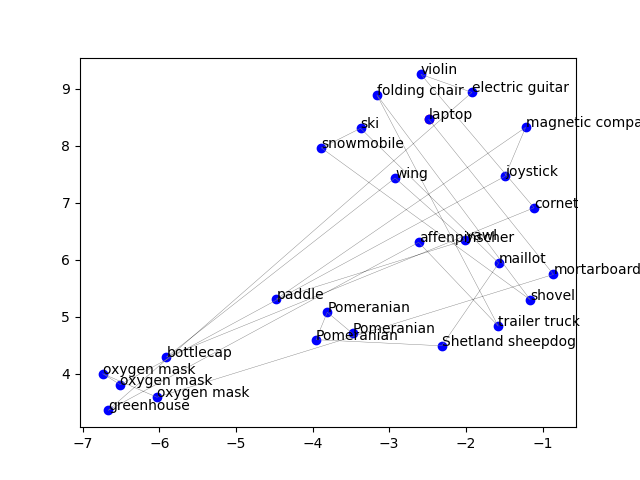 violin
electric guitar
folding chair
laptop
magnetic compa
ski
snowmobile
joystick
wing
cornet
affenpinscher
yawl
maillot
mortarboard
paddle
shovel
Pomeranian
trailer truck
Pomeranian
Pomeranian
Shetland sheepdog
bottlecap
oxygen mask
oxygen mask
oxygen mask
greenhouse
9
8
7
6
5
4
−7 −6 −5 −4 −3 −2 −1